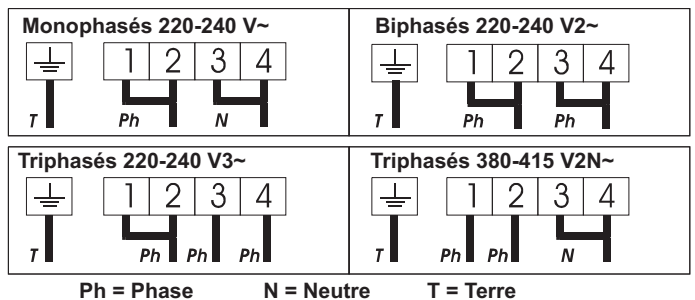 Monophasés 220-240 V~
1 2 3 4
T Ph N
Biphasés 220-240 V2~
1 2 3 4
T Ph Ph
Triphasés 220-240 V3~
1 2 3 4
T Ph Ph Ph
Triphasés 380-415 V2N~
1 2 3 4
T Ph Ph N
Ph = Phase N = Neutre T = Terre